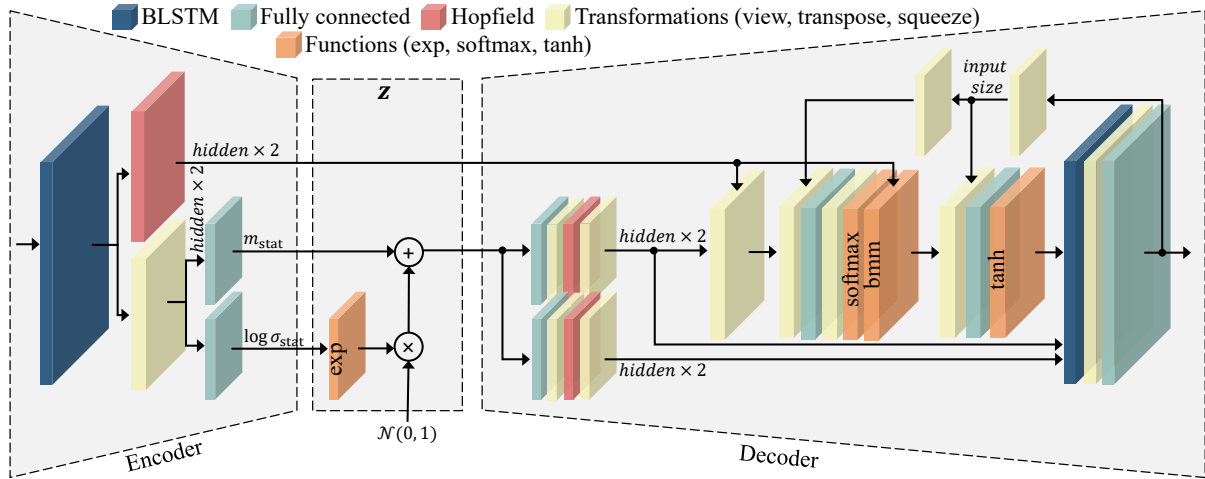 BLSTM Fully connected Hopfield Transformations (view, transpose, squeeze)
Functions (exp, softmax, tanh)
z
input
size
hidden × 2
hidden × 2
m_stat
hidden × 2
softmax
bmm
tanh
+
log σ_stat
exp
×
hidden × 2
𝒩(0, 1)
Encoder
Decoder